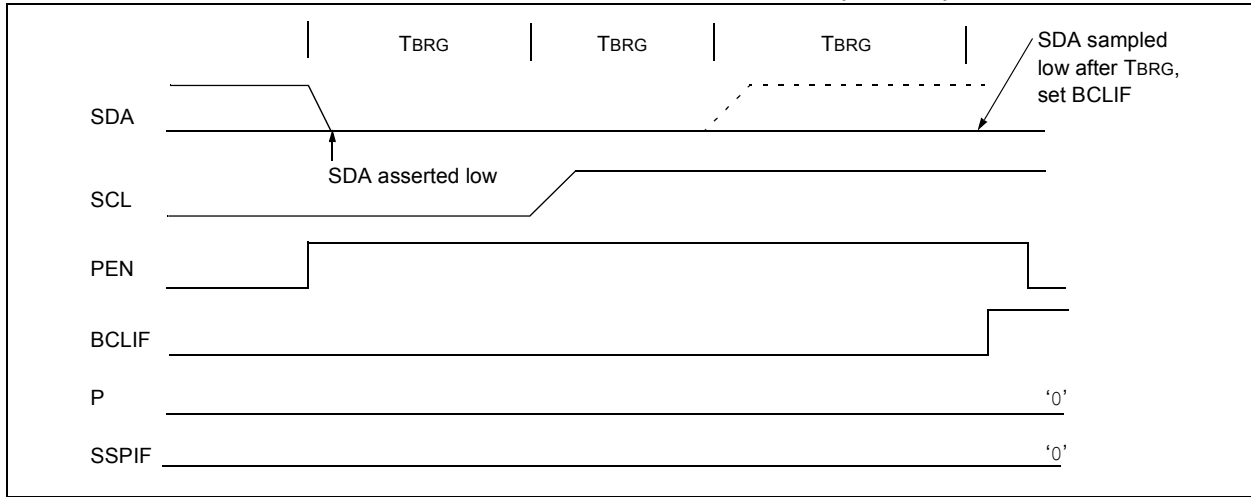 TBRG TBRG TBRG
SDA sampled
low after TBRG,
set BCLIF
SDA
SDA asserted low
SCL
PEN
BCLIF
P ‘0’
SSPIF ‘0’